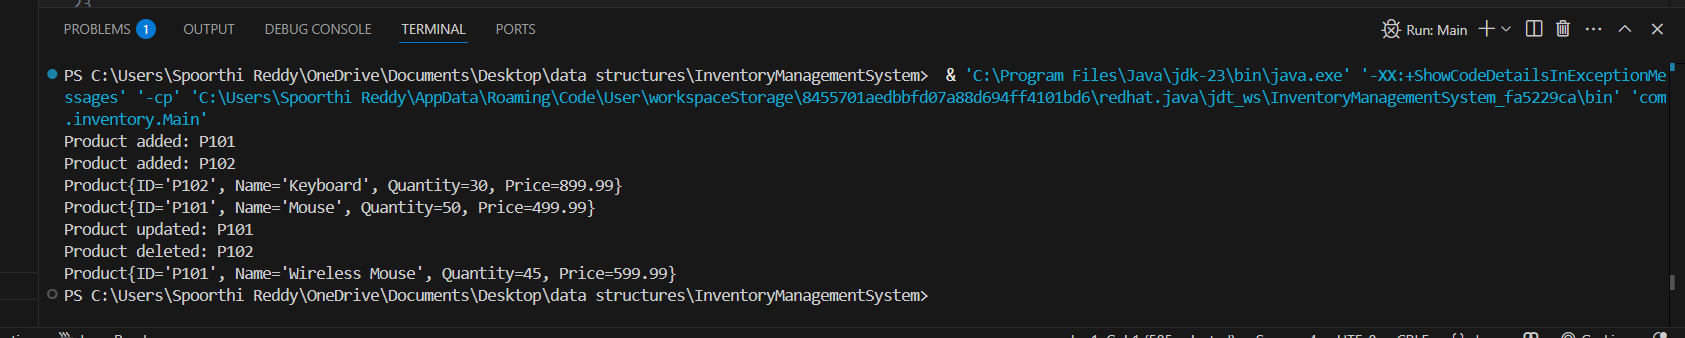 23
PROBLEMS 1 OUTPUT DEBUG CONSOLE TERMINAL PORTS Run: Main
PS C:\Users\Spoorthi Reddy\OneDrive\Documents\Desktop\data structures\InventoryManagementSystem> & 'C:\Program Files\Java\jdk-23\bin\java.exe' '-XX:+ShowCodeDetailsInExceptionMe
ssages' '-cp' 'C:\Users\Spoorthi Reddy\AppData\Roaming\Code\User\workspaceStorage\8455701aedbbfd07a88d694ff4101bd6\redhat.java\jdt_ws\InventoryManagementSystem_fa5229ca\bin' 'com
.inventory.Main'
Product added: P101
Product added: P102
Product{ID='P102', Name='Keyboard', Quantity=30, Price=899.99}
Product{ID='P101', Name='Mouse', Quantity=50, Price=499.99}
Product updated: P101
Product deleted: P102
Product{ID='P101', Name='Wireless Mouse', Quantity=45, Price=599.99}
PS C:\Users\Spoorthi Reddy\OneDrive\Documents\Desktop\data structures\InventoryManagementSystem>